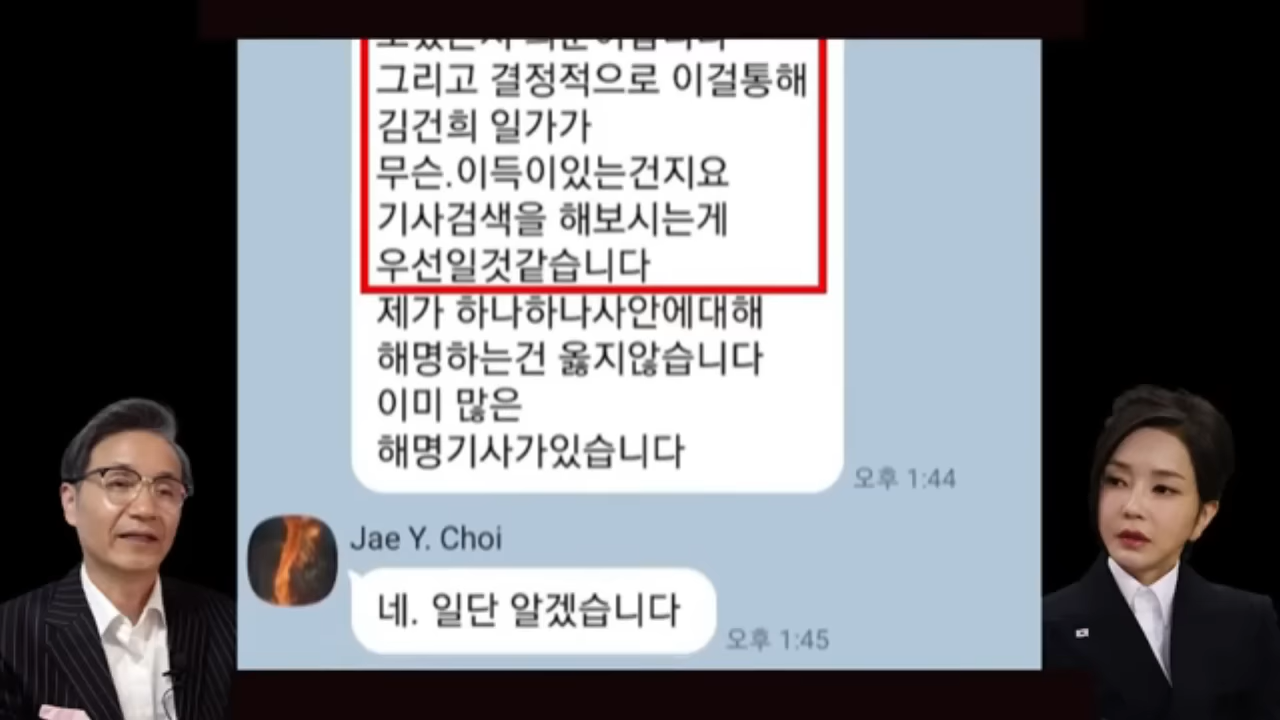 그리고 결정적으로 이걸통해
김건희 일가가
무슨.이득이있는건지요
기사검색을 해보시는게
우선일것같습니다
제가 하나하나사안에대해
해명하는건 옳지않습니다
이미 많은
해명기사가있습니다
오후 1:44
Jae Y. Choi
네. 일단 알겠습니다
오후 1:45